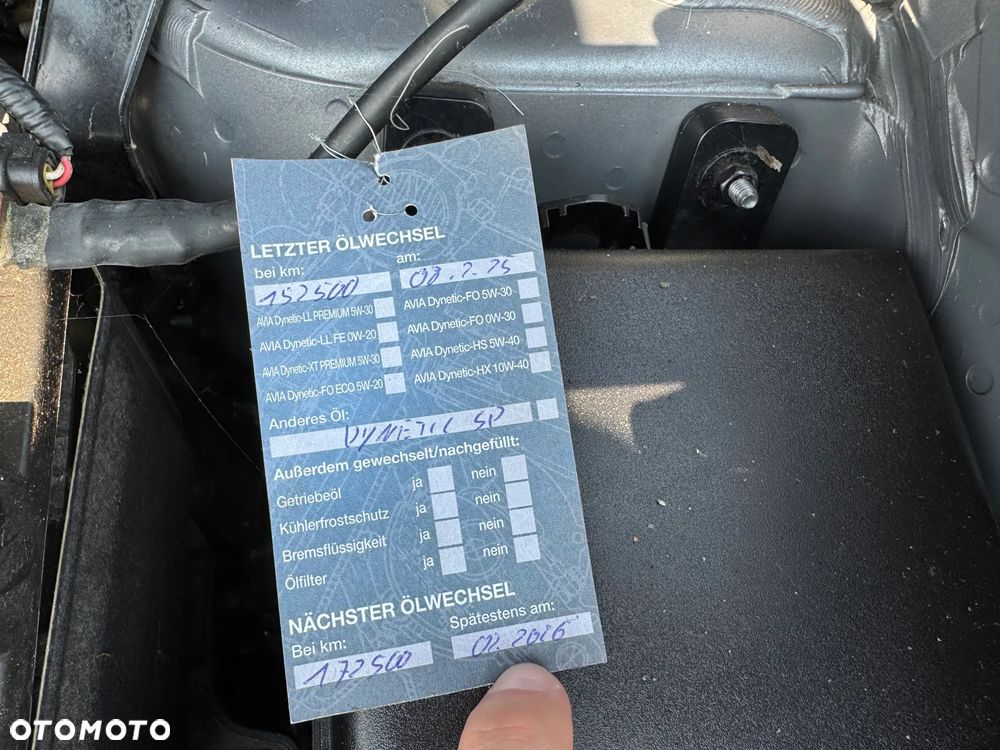 LETZTER ÖLWECHSEL
bei km: am:
152500
AVIA Dynetic-LL PREMIUM 5W-30 AVIA Dynetic-FO 5W-30
AVIA Dynetic-LL FE 0W-20 AVIA Dynetic-FO 0W-30
AVIA Dynetic-XT PREMIUM 5W-30 AVIA Dynetic-HS 5W-40
AVIA Dynetic-FO ECO 5W-20 AVIA Dynetic-HX 10W-40
Anderes Öl:
DYNETIC SP
Außerdem gewechselt/nachgefüllt:
Getriebeöl ja nein
Kühlerfrostschutz ja nein
Bremsflüssigkeit ja nein
Ölfilter ja nein
NÄCHSTER ÖLWECHSEL
Bei km: Spätestens am:
172500 02.2026
OTOMOTO